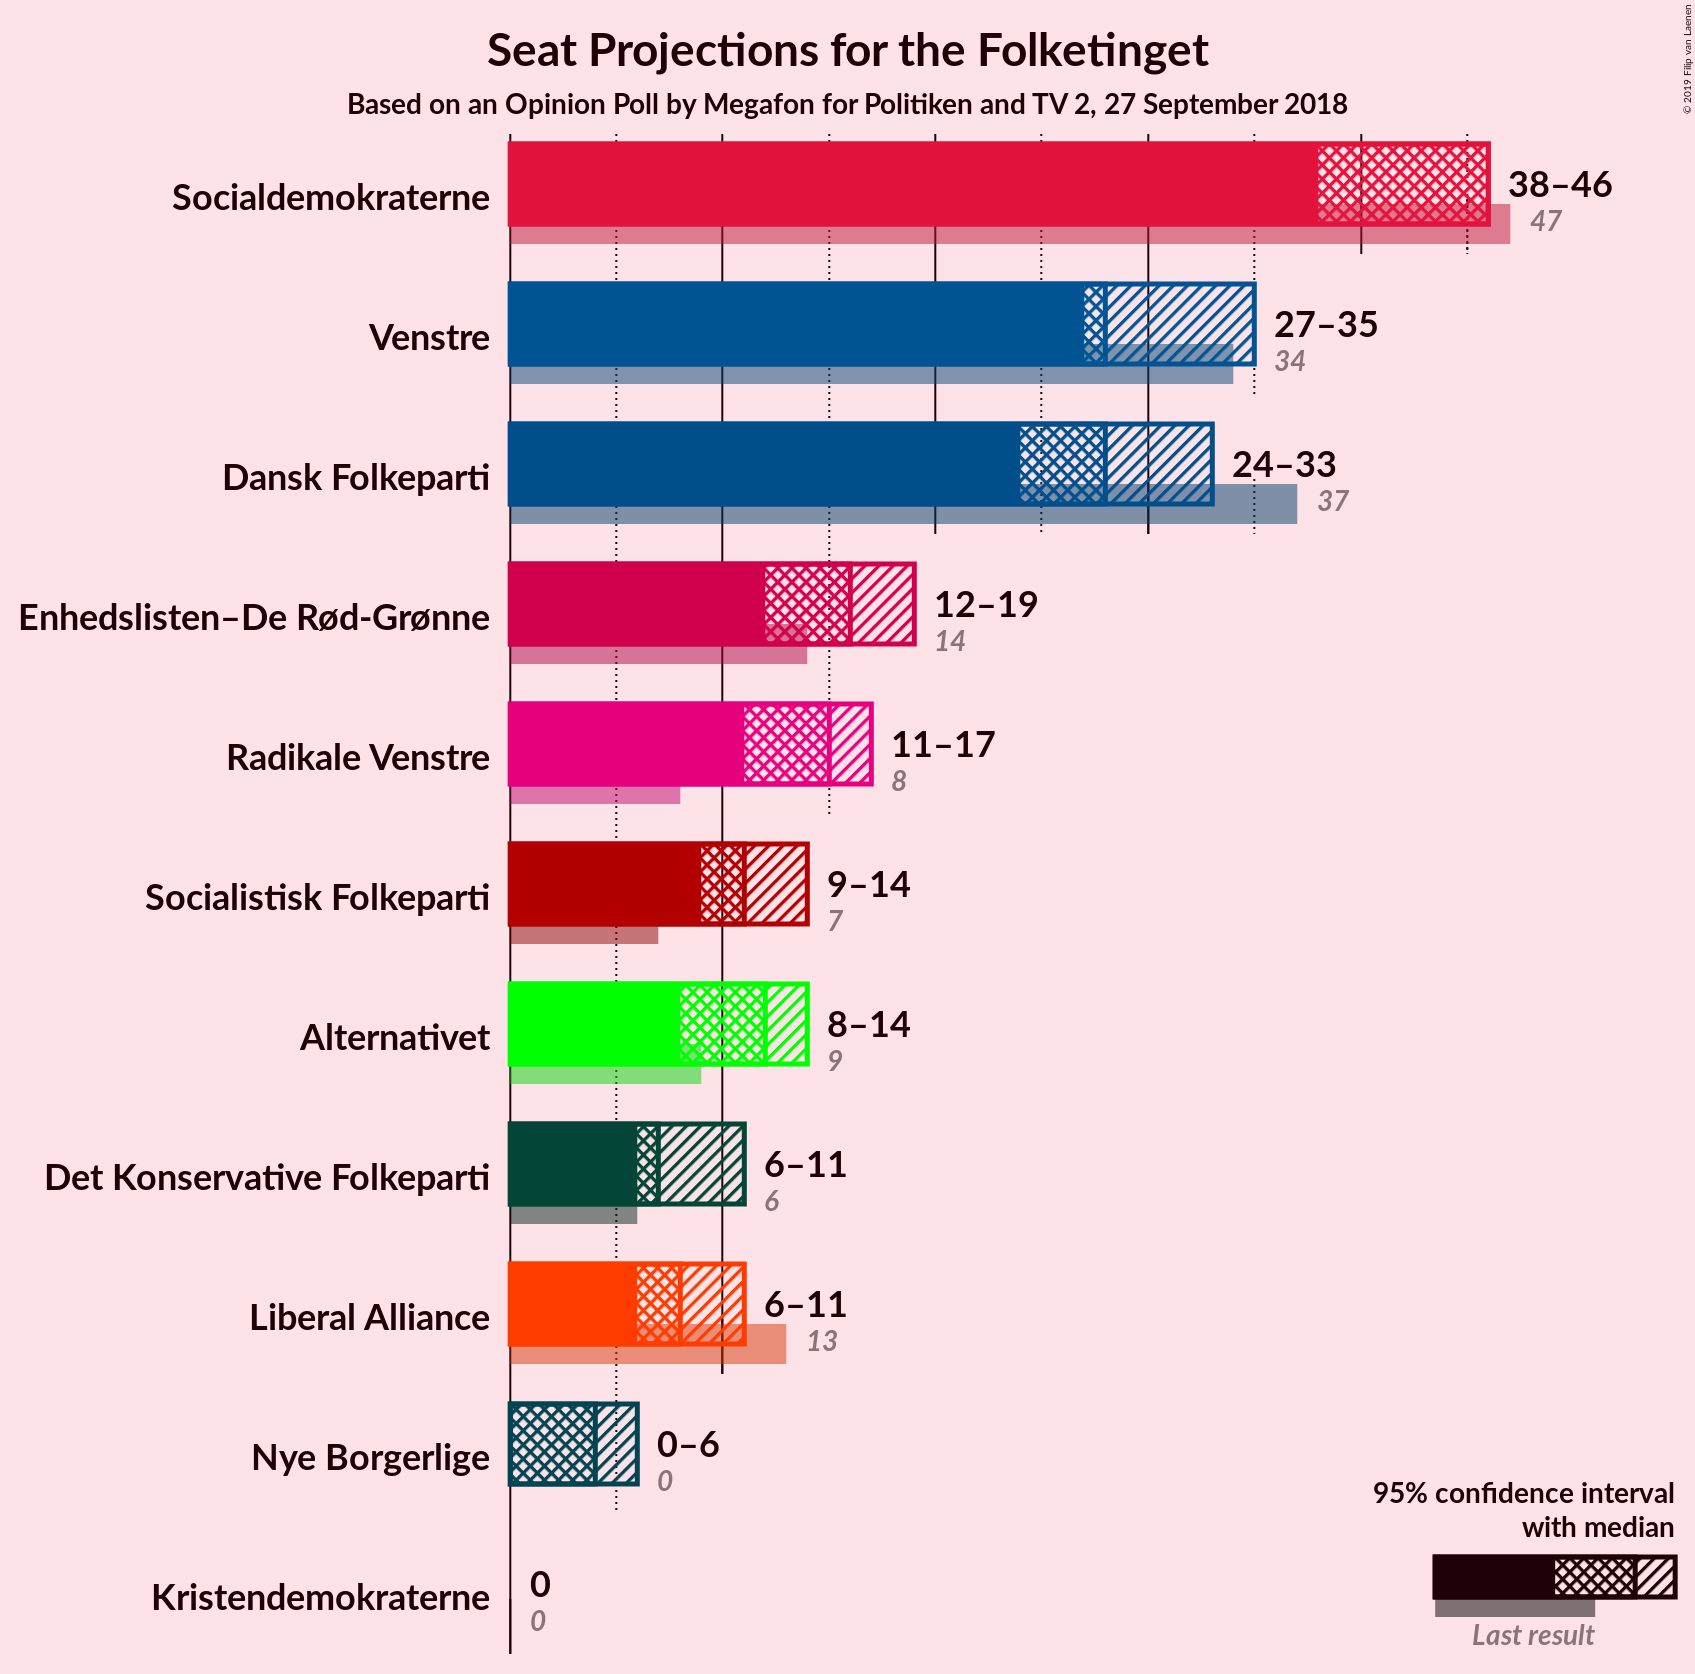 Seat Projections for the Folketinget
Based on an Opinion Poll by Megafon for Politiken and TV 2, 27 September 2018
© 2019 Filip van Laenen
Socialdemokraterne
38–46
47
Venstre
27–35
34
Dansk Folkeparti
24–33
37
Enhedslisten–De Rød-Grønne
12–19
14
Radikale Venstre
11–17
8
Socialistisk Folkeparti
9–14
7
Alternativet
8–14
9
Det Konservative Folkeparti
6–11
6
Liberal Alliance
6–11
13
Nye Borgerlige
0–6
0
Kristendemokraterne
0
0
95% confidence interval
with median
Last result